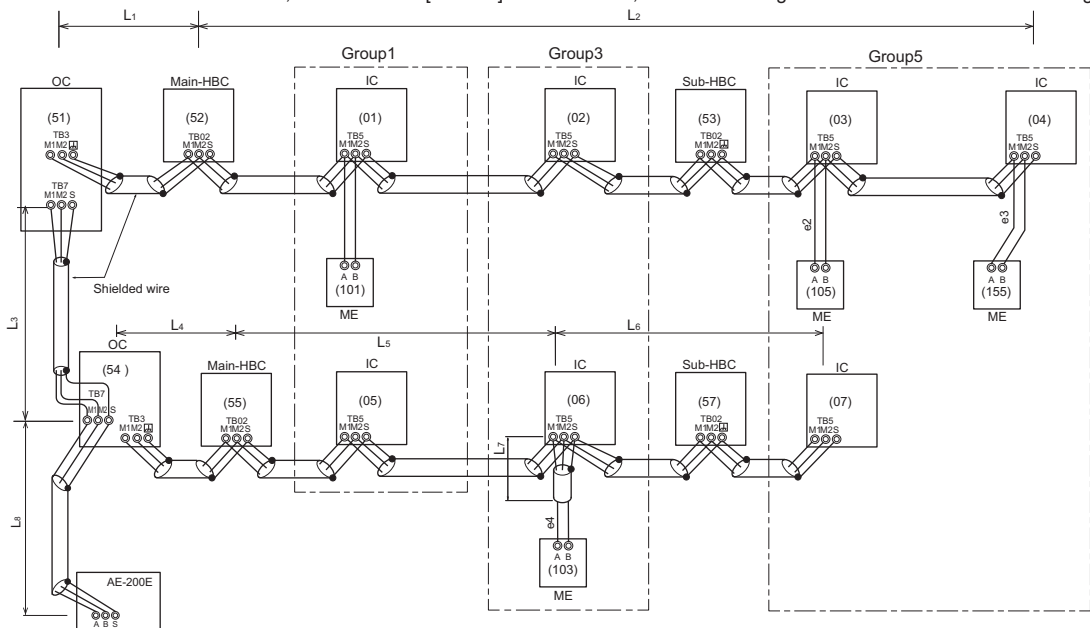 L1
L2
Group1
Group3
Group5
OC
Main-HBC
IC
IC
Sub-HBC
IC
IC
(51)
(52)
(01)
(02)
(53)
(03)
(04)
TB3
M1M2
TB02
M1M2S
TB5
M1M2S
TB5
M1M2S
TB02
M1M2
TB5
M1M2S
TB5
M1M2S
TB7
M1M2 S
e2
e3
A B
(101)
ME
A B
(105)
ME
A B
(155)
ME
Shielded wire
L3
L4
L5
L6
OC
Main-HBC
IC
IC
Sub-HBC
IC
(54 )
(55)
(05)
(06)
(57)
(07)
TB7
M1M2 S
TB3
M1M2
TB02
M1M2S
TB5
M1M2S
TB5
M1M2S
TB02
M1M2
TB5
M1M2S
L7
e4
L8
A B
(103)
ME
AE-200E
A B S